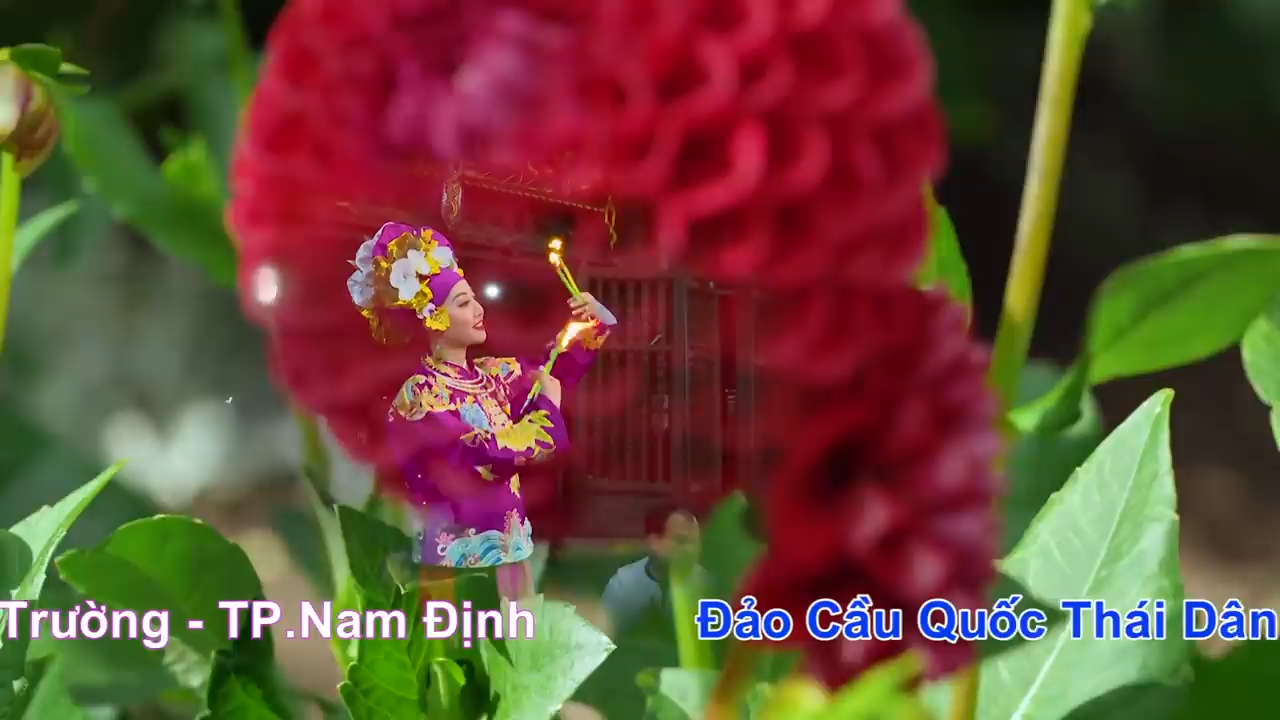 Trường - TP.Nam Định
Đảo Cầu Quốc Thái Dân